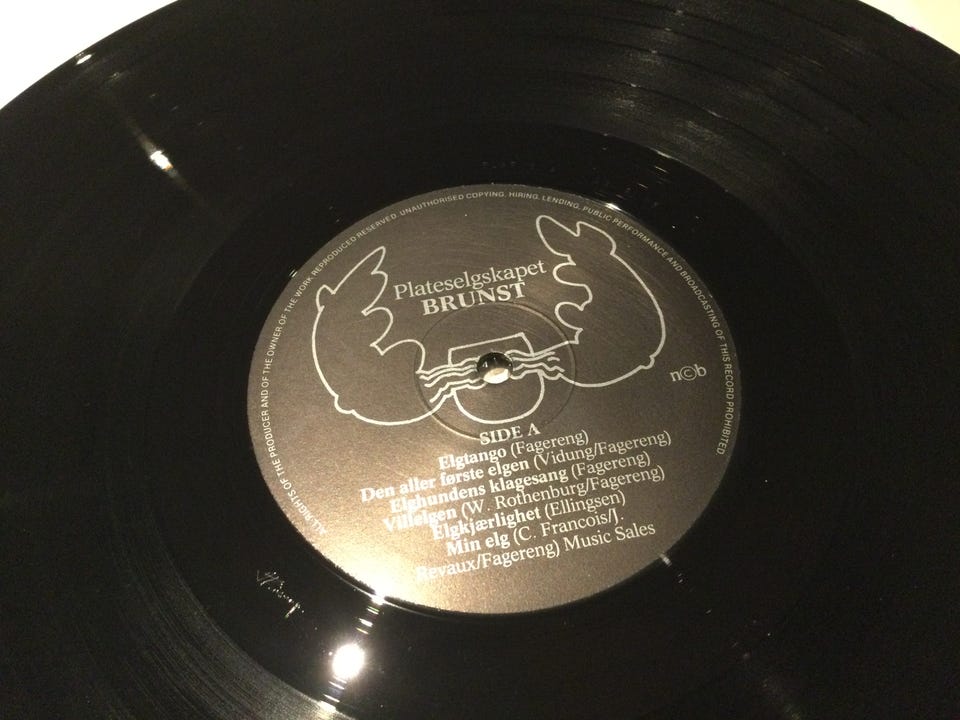 ALL RIGHTS OF THE PRODUCER AND OF THE OWNER OF THE WORK REPRODUCED RESERVED. UNAUTHORISED COPYING, HIRING, LENDING, PUBLIC PERFORMANCE AND BROADCASTING OF THIS RECORD PROHIBITED
Plateselgskapet
BRUNST
n©b
SIDE A
Elgtango (Fagereng)
Den aller første elgen (Vidung/Fagereng)
Elghundens klagesang (Fagereng)
Villelgen (W. Rothenburg/Fagereng)
Elgkjærlighet (Ellingsen)
Min elg (C. Francois/J.
Revaux/Fagereng) Music Sales